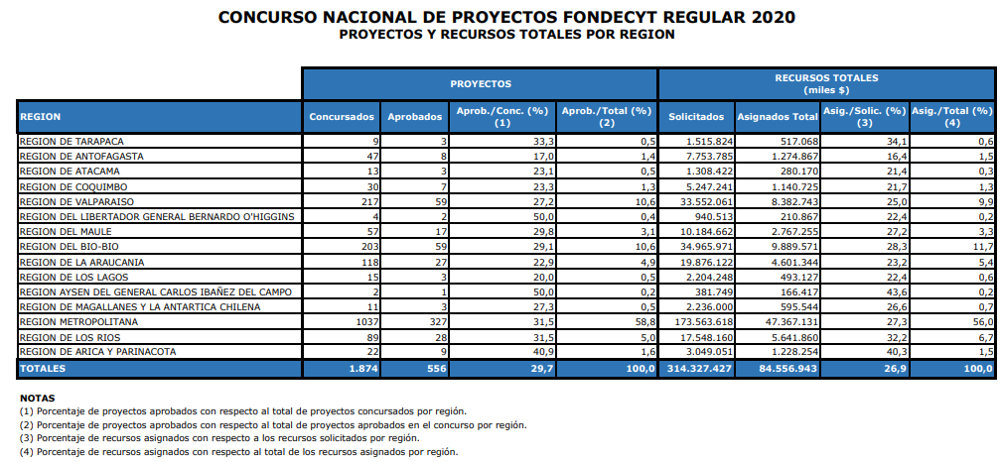 CONCURSO NACIONAL DE PROYECTOS FONDECYT REGULAR 2020
PROYECTOS Y RECURSOS TOTALES POR REGION
PROYECTOS RECURSOS TOTALES
(miles $)
REGION Concursados Aprobados Aprob./Conc. (%) (1) Aprob./Total (%) (2) Solicitados Asignados Total Asig./Solic. (%) (3) Asig./Total (%) (4)
REGION DE TARAPACA 9 3 33,3 0,5 1.515.824 517.068 34,1 0,6
REGION DE ANTOFAGASTA 47 8 17,0 1,4 7.753.785 1.274.867 16,4 1,5
REGION DE ATACAMA 13 3 23,1 0,5 1.308.422 280.170 21,4 0,3
REGION DE COQUIMBO 30 7 23,3 1,3 5.247.241 1.140.725 21,7 1,3
REGION DE VALPARAISO 217 59 27,2 10,6 33.552.061 8.382.743 25,0 9,9
REGION DEL LIBERTADOR GENERAL BERNARDO O'HIGGINS 4 2 50,0 0,4 940.513 210.867 22,4 0,2
REGION DEL MAULE 57 17 29,8 3,1 10.184.662 2.767.255 27,2 3,3
REGION DEL BIO-BIO 203 59 29,1 10,6 34.965.971 9.889.571 28,3 11,7
REGION DE LA ARAUCANIA 118 27 22,9 4,9 19.876.122 4.601.344 23,2 5,4
REGION DE LOS LAGOS 15 3 20,0 0,5 2.204.248 493.127 22,4 0,6
REGION AYSEN DEL GENERAL CARLOS IBAÑEZ DEL CAMPO 2 1 50,0 0,2 381.749 166.417 43,6 0,2
REGION DE MAGALLANES Y LA ANTARTICA CHILENA 11 3 27,3 0,5 2.236.000 595.544 26,6 0,7
REGION METROPOLITANA 1037 327 31,5 58,8 173.563.618 47.367.131 27,3 56,0
REGION DE LOS RIOS 89 28 31,5 5,0 17.548.160 5.641.860 32,2 6,7
REGION DE ARICA Y PARINACOTA 22 9 40,9 1,6 3.049.051 1.228.254 40,3 1,5
TOTALES 1.874 556 29,7 100,0 314.327.427 84.556.943 26,9 100,0
NOTAS
(1) Porcentaje de proyectos aprobados con respecto al total de proyectos concursados por región.
(2) Porcentaje de proyectos aprobados con respecto al total de proyectos aprobados en el concurso por región.
(3) Porcentaje de recursos asignados con respecto a los recursos solicitados por región.
(4) Porcentaje de recursos asignados con respecto al total de los recursos asignados por región.